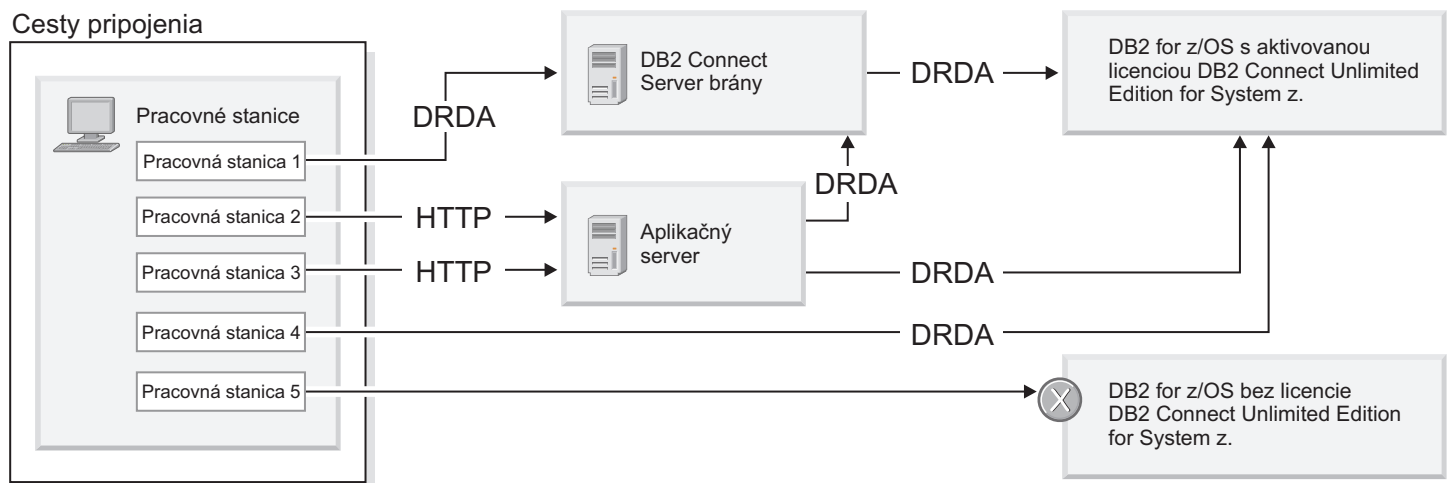 Cesty pripojenia
Pracovné stanice
Pracovná stanica 1
Pracovná stanica 2
Pracovná stanica 3
Pracovná stanica 4
Pracovná stanica 5
DRDA
HTTP
HTTP
DB2 Connect
Server brány
Aplikačný
server
DRDA
DRDA
DRDA
DRDA
DB2 for z/OS s aktivovanou
licenciou DB2 Connect Unlimited
Edition for System z.
X
DB2 for z/OS bez licencie
DB2 Connect Unlimited Edition
for System z.